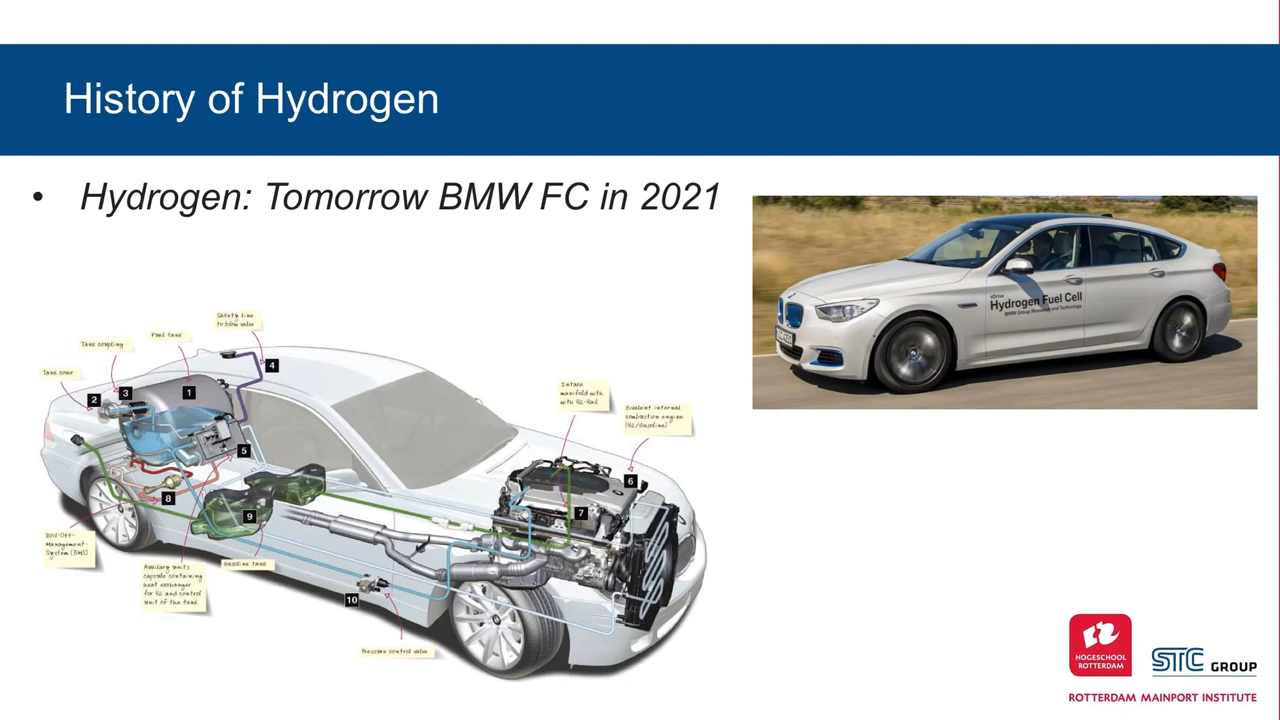 History of Hydrogen
• Hydrogen: Tomorrow BMW FC in 2021
Safety line
to blow valve
Fuel tank
Tank coupling
Tank cover
4
1
3
2
5
8
9
Boil-Off-
Management-
System (BMS)
Auxiliary units
capsule containing
heat exchanger
for H2 and control
unit of the tank
Gasoline tank
10
Pressure control valve
Intake
manifold with
with H2-Rail
Bivalent internal
combustion engine
(H2/Gasoline)
6
7
eDrive
Hydrogen Fuel Cell
BMW Group Research and Technology
HOGESCHOOL
ROTTERDAM
STC GROUP
ROTTERDAM MAINPORT INSTITUTE